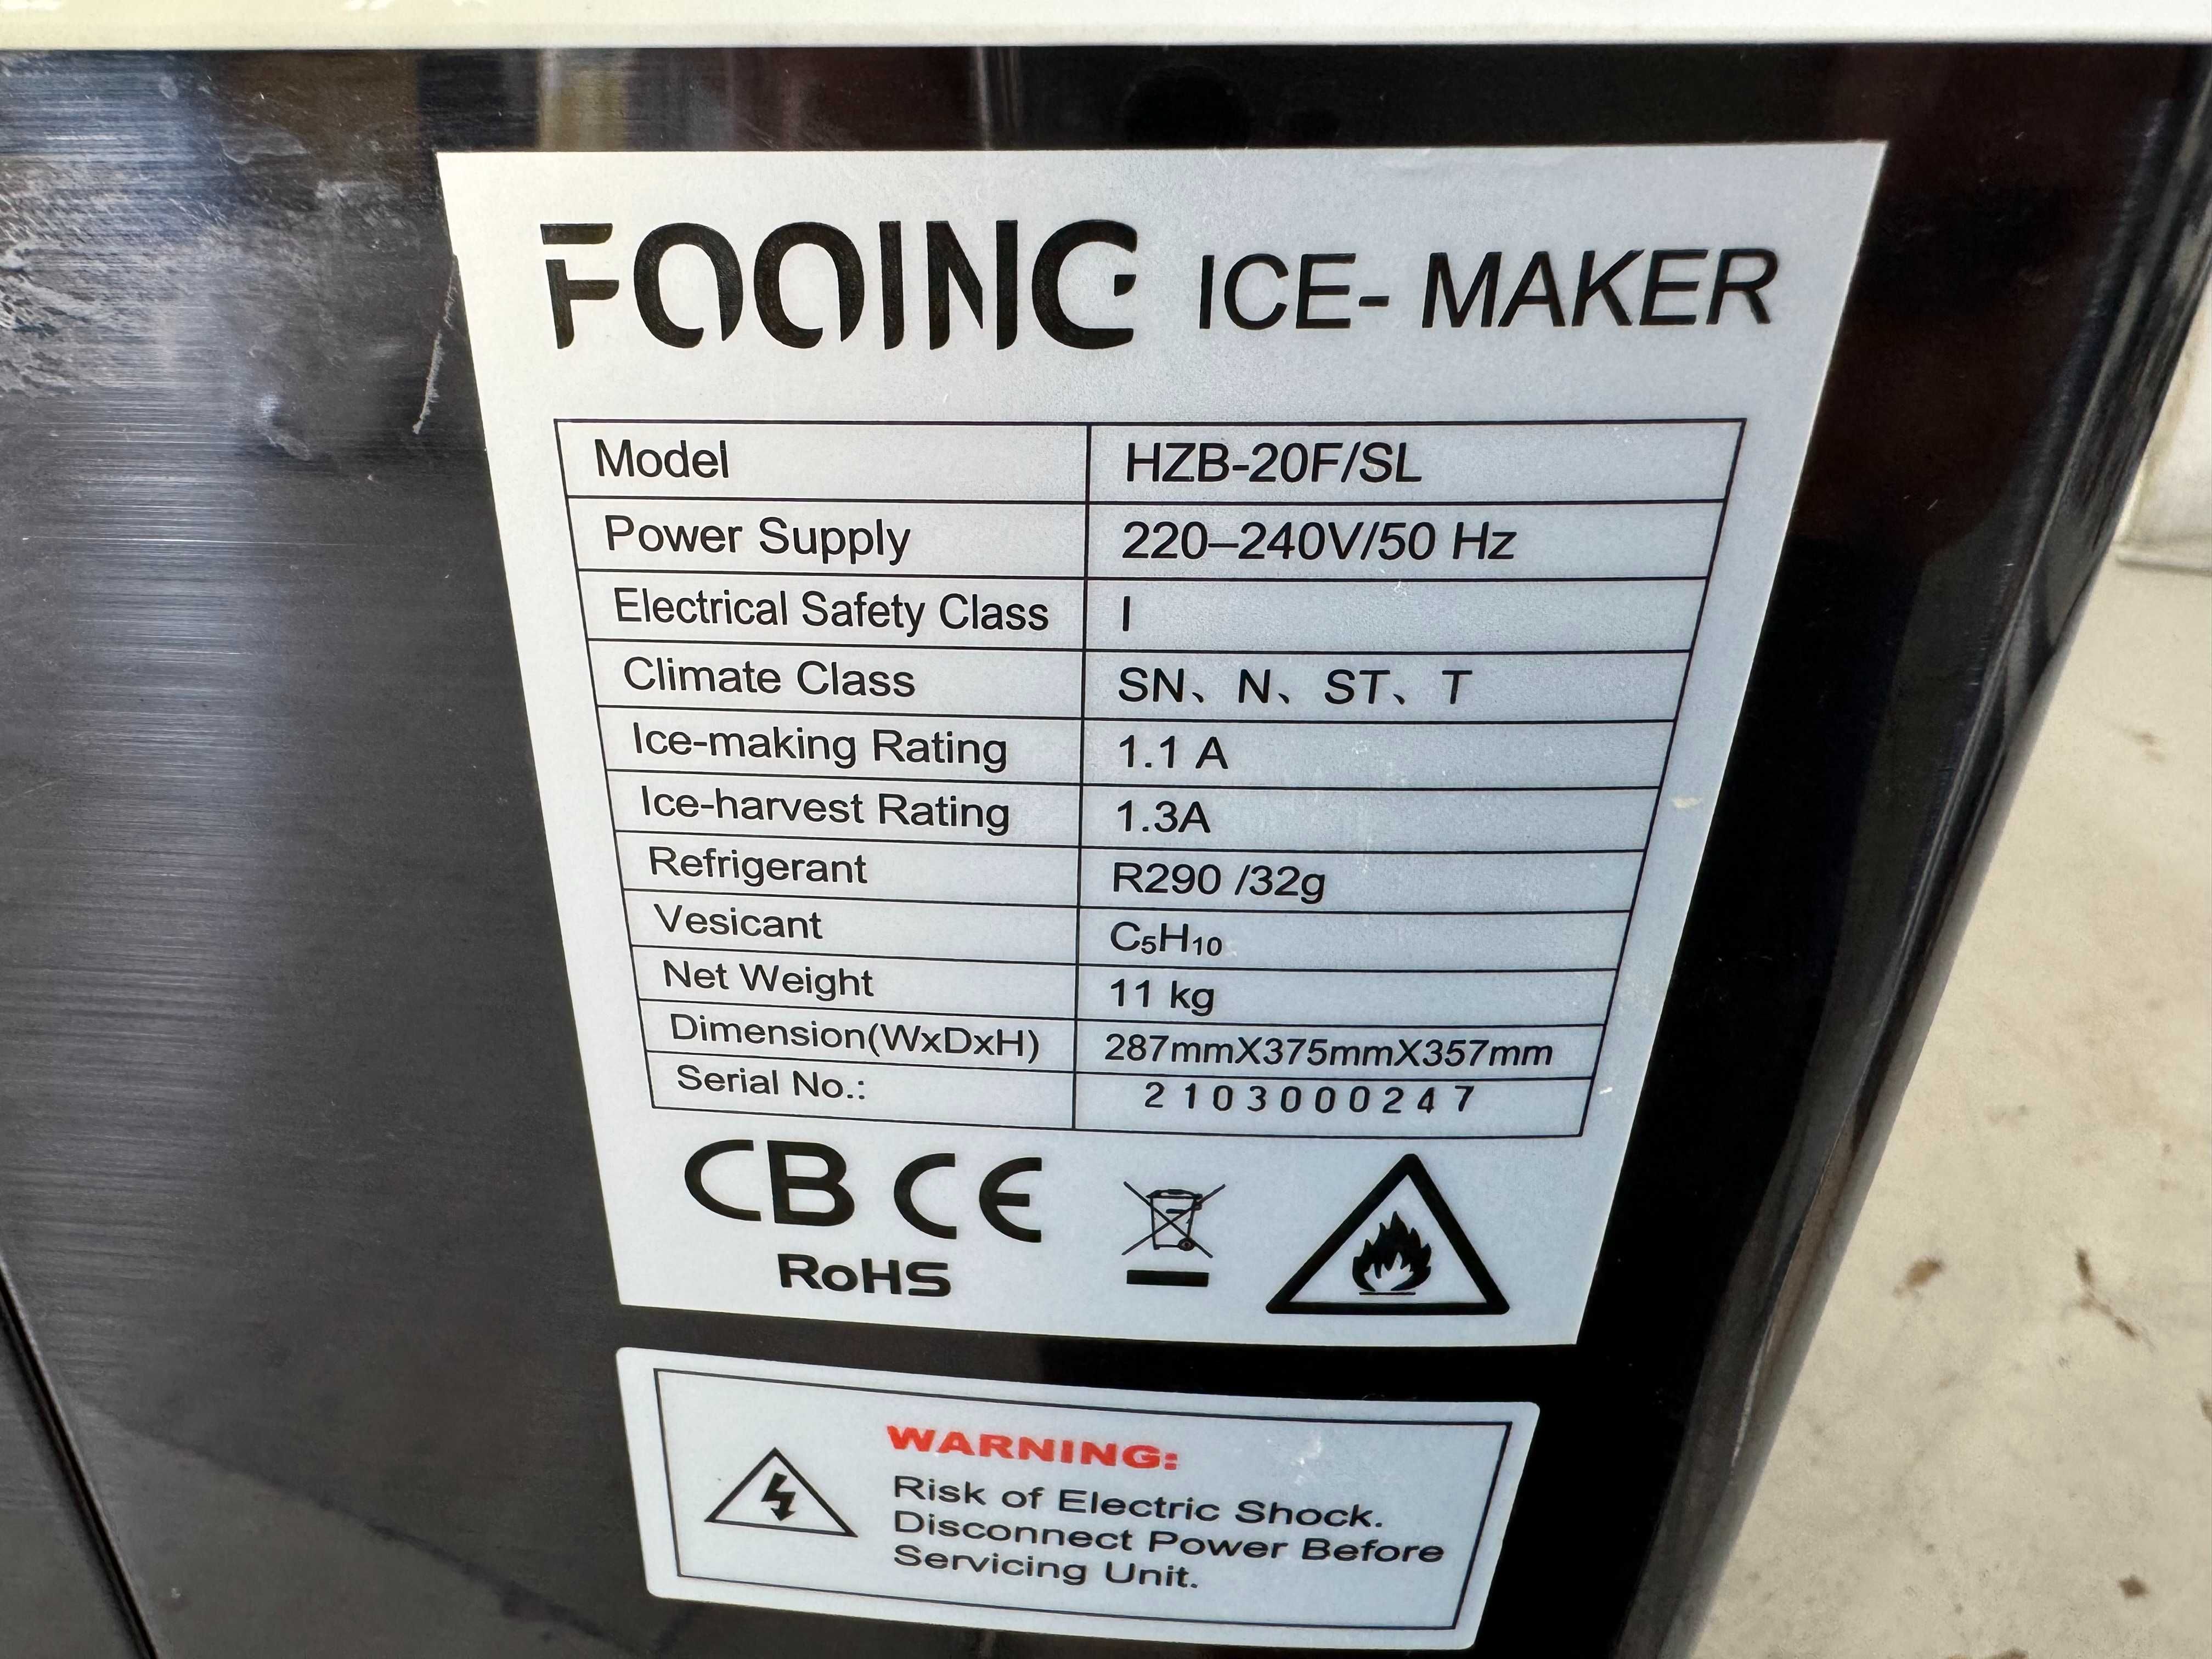 FOOING ICE- MAKER
Model HZB-20F/SL
Power Supply 220–240V/50 Hz
Electrical Safety Class I
Climate Class SN、N、ST、T
Ice-making Rating 1.1 A
Ice-harvest Rating 1.3A
Refrigerant R290 /32g
Vesicant C₅H₁₀
Net Weight 11 kg
Dimension(WxDxH) 287mmX375mmX357mm
Serial No.: 2103000247
CB CE
RoHS
WARNING:
Risk of Electric Shock.
Disconnect Power Before
Servicing Unit.